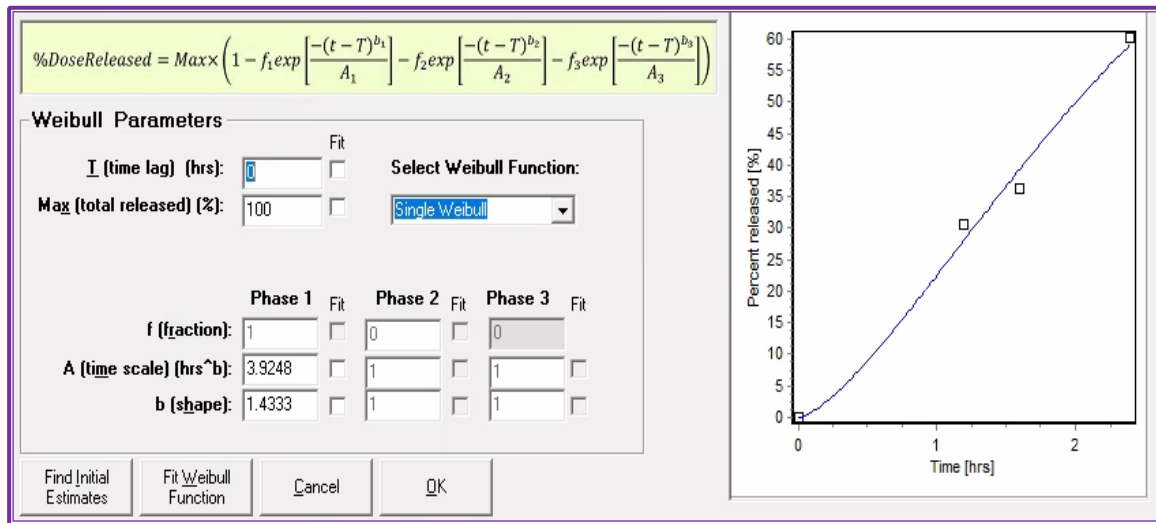 %DoseReleased = Max×(1 − f₁exp[−(t − T)^b₁/A₁] − f₂exp[−(t − T)^b₂/A₂] − f₃exp[−(t − T)^b₃/A₃])
Weibull Parameters
Fit
T (time lag) (hrs): 0 Select Weibull Function:
Max (total released) (%): 100 Single Weibull
Phase 1 Fit Phase 2 Fit Phase 3 Fit
f (fraction): 1 0 0
A (time scale) (hrs^b): 3.9248 1 1
b (shape): 1.4333 1 1
Find Initial Estimates
Fit Weibull Function
Cancel
OK
Percent released [%]
60
55
50
45
40
35
30
25
20
15
10
5
0
0 1 2
Time [hrs]